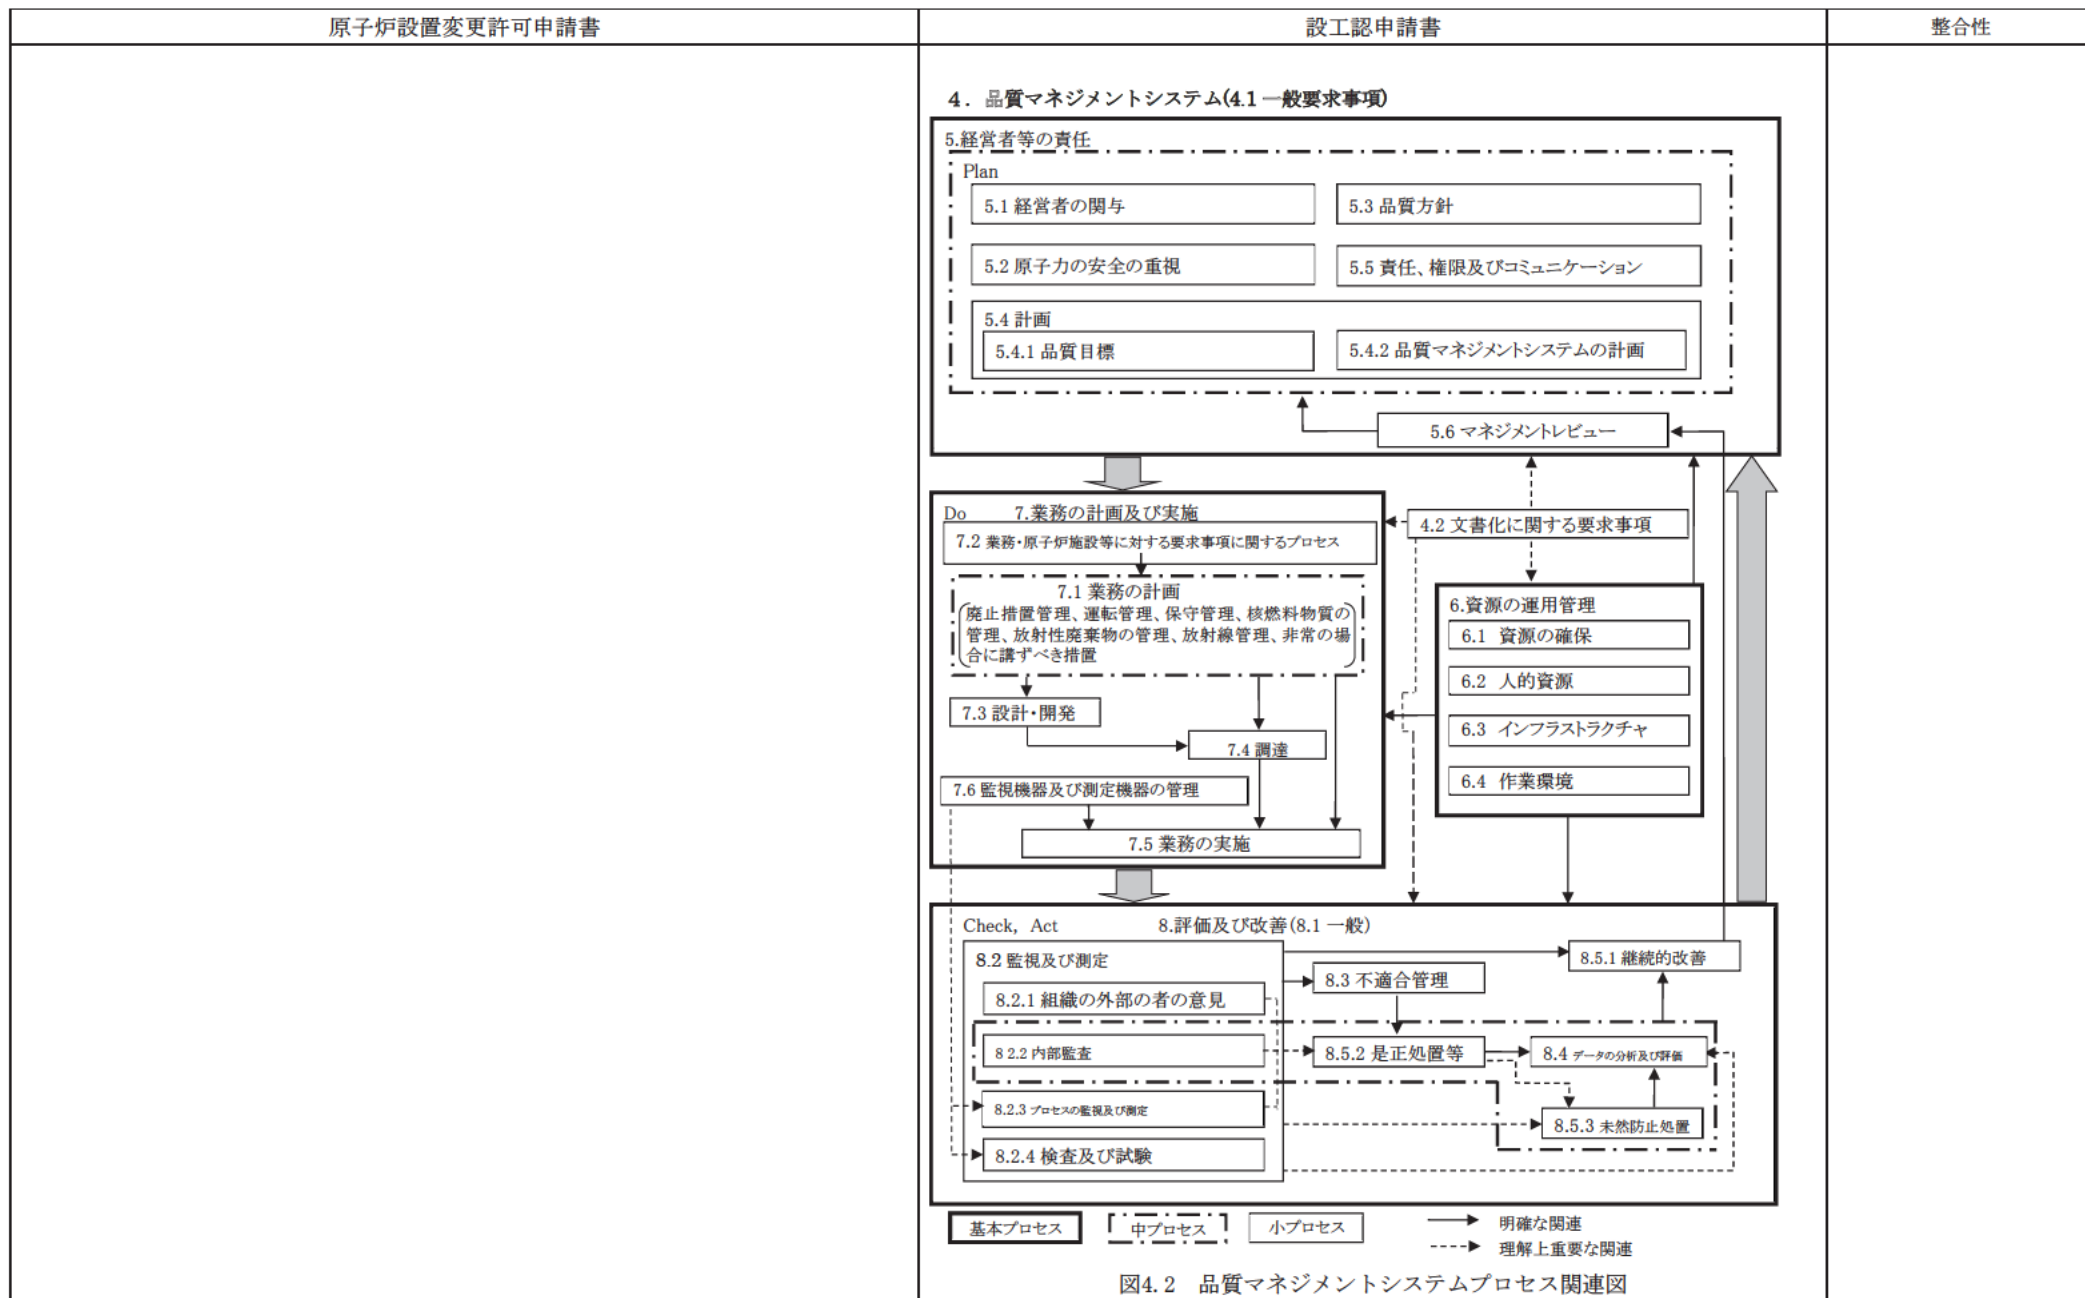 原子炉設置変更許可申請書
設工認申請書
整合性
4．品質マネジメントシステム(4.1 一般要求事項)
5.経営者等の責任
Plan
5.1 経営者の関与
5.3 品質方針
5.2 原子力の安全の重視
5.5 責任、権限及びコミュニケーション
5.4 計画
5.4.1 品質目標
5.4.2 品質マネジメントシステムの計画
5.6 マネジメントレビュー
Do 7.業務の計画及び実施
7.2 業務・原子炉施設等に対する要求事項に関するプロセス
4.2 文書化に関する要求事項
7.1 業務の計画
廃止措置管理、運転管理、保守管理、核燃料物質の
管理、放射性廃棄物の管理、放射線管理、非常の場
合に講ずべき措置
7.3 設計・開発
7.4 調達
7.6 監視機器及び測定機器の管理
7.5 業務の実施
6.資源の運用管理
6.1 資源の確保
6.2 人的資源
6.3 インフラストラクチャ
6.4 作業環境
Check, Act 8.評価及び改善(8.1 一般)
8.2 監視及び測定
8.2.1 組織の外部の者の意見
8 2.2 内部監査
8.2.3 プロセスの監視及び測定
8.2.4 検査及び試験
8.3 不適合管理
8.5.1 継続的改善
8.5.2 是正処置等
8.4 データの分析及び評価
8.5.3 未然防止処置
基本プロセス
中プロセス
小プロセス
明確な関連
理解上重要な関連
図4.2 品質マネジメントシステムプロセス関連図